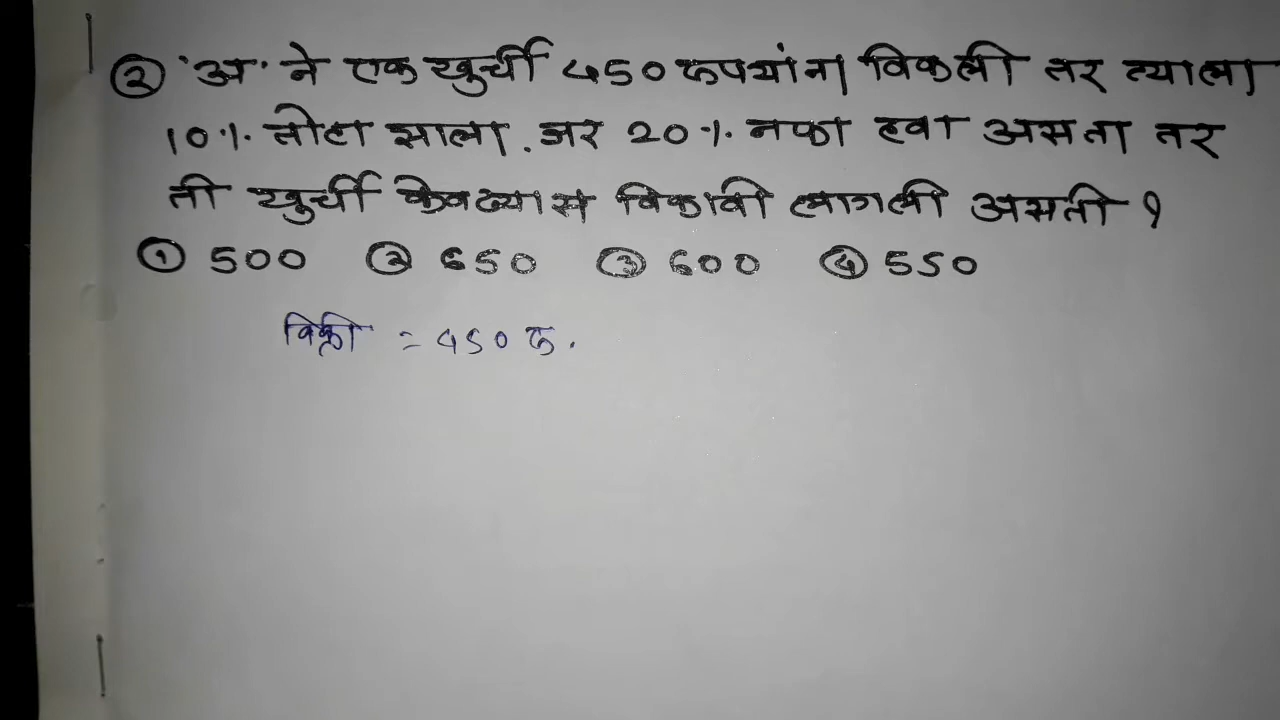 ② 'अ' ने एक खुर्ची 450 रुपयांना विकली तर त्याला
10% तोटा झाला. जर 20% नफा हवा असता तर
ती खुर्ची केवढ्यास विकावी लागली असती ?
① 500 ② 650 ③ 600 ④ 550
विक्री = 450 रु.